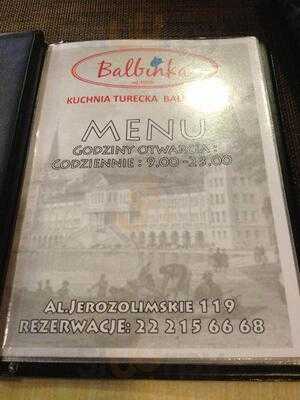 Balbinka
KUCHNIA TURECKA
MENU
GODZINY OTWARCIA :
CODZIENNIE : 9,00-23,00
AL.JEROZOLIMSKIE 119
REZERWACJE: 22 215 66 68